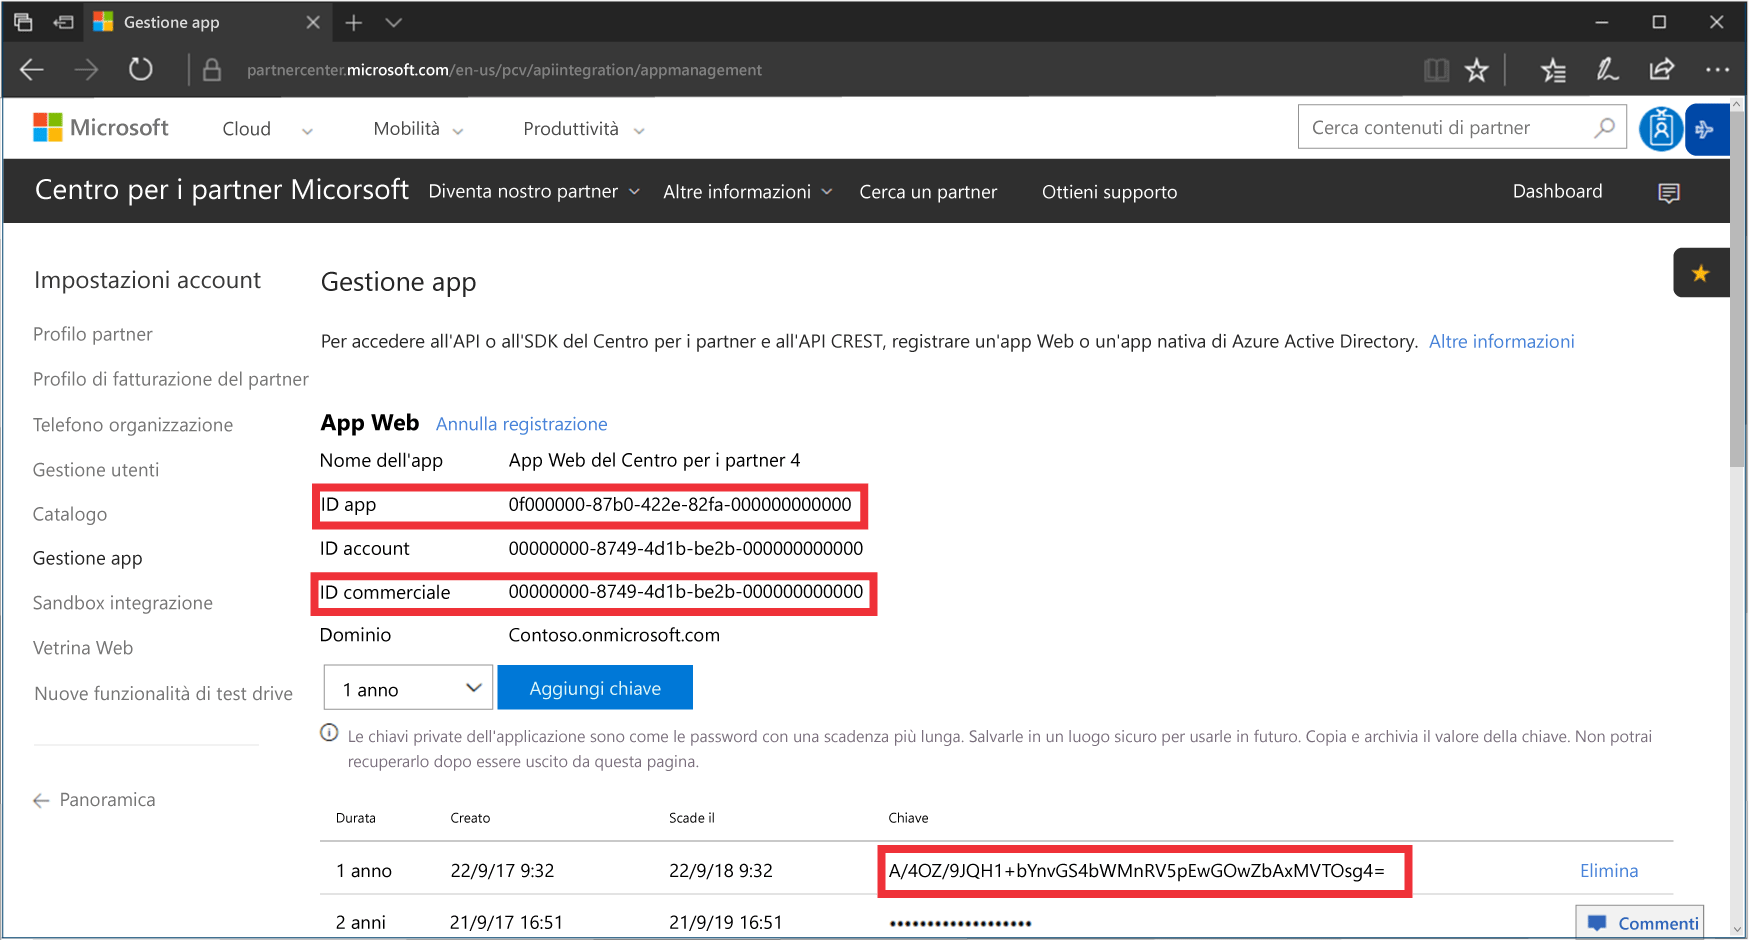 Gestione app
partnercenter.microsoft.com/en-us/pcv/apiintegration/appmanagement
Microsoft
Cloud
Mobilità
Produttività
Cerca contenuti di partner
Centro per i partner Micorsoft
Diventa nostro partner
Altre informazioni
Cerca un partner
Ottieni supporto
Dashboard
Impostazioni account
Profilo partner
Profilo di fatturazione del partner
Telefono organizzazione
Gestione utenti
Catalogo
Gestione app
Sandbox integrazione
Vetrina Web
Nuove funzionalità di test drive
Panoramica
Gestione app
Per accedere all'API o all'SDK del Centro per i partner e all'API CREST, registrare un'app Web o un'app nativa di Azure Active Directory. Altre informazioni
App Web Annulla registrazione
Nome dell'app App Web del Centro per i partner 4
ID app 0f000000-87b0-422e-82fa-000000000000
ID account 00000000-8749-4d1b-be2b-000000000000
ID commerciale 00000000-8749-4d1b-be2b-000000000000
Dominio Contoso.onmicrosoft.com
1 anno
Aggiungi chiave
Le chiavi private dell'applicazione sono come le password con una scadenza più lunga. Salvarle in un luogo sicuro per usarle in futuro. Copia e archivia il valore della chiave. Non potrai
recuperarlo dopo essere uscito da questa pagina.
Durata Creato Scade il Chiave
1 anno 22/9/17 9:32 22/9/18 9:32 A/4OZ/9JQH1+bYnvGS4bWMnRV5pEwGOwZbAxMVTOsg4= Elimina
2 anni 21/9/17 16:51 21/9/19 16:51 •••••••••••••••••••
Commenti